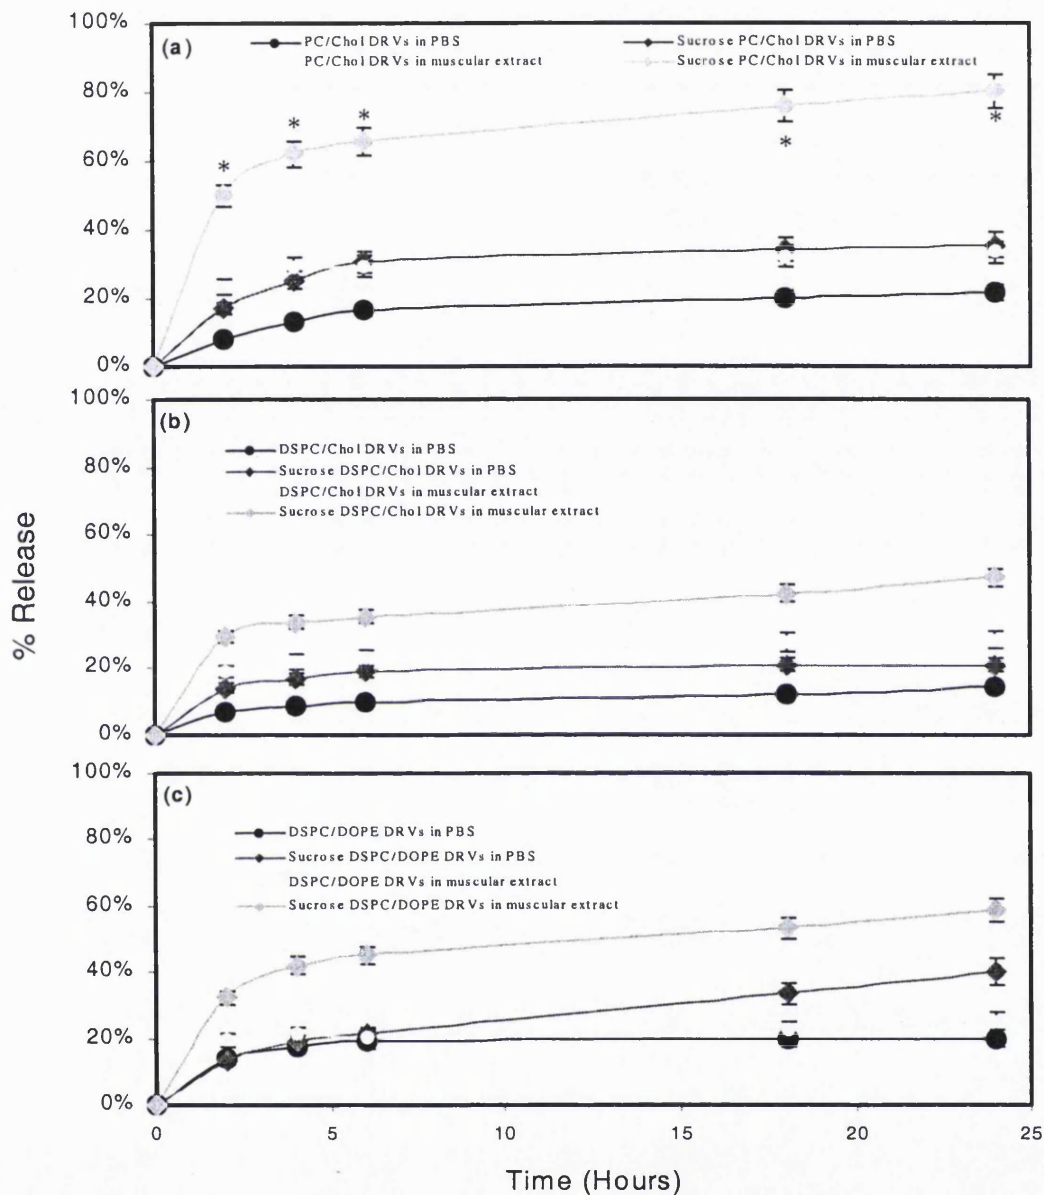 100%
(a)
PC/Chol DRVs in PBS
Sucrose PC/Chol DRVs in PBS
PC/Chol DRVs in muscular extract
Sucrose PC/Chol DRVs in muscular extract
80%
*
*
*
*
*
60%
40%
20%
0%
100%
(b)
DSPC/Chol DRVs in PBS
80%
Sucrose DSPC/Chol DRVs in PBS
DSPC/Chol DRVs in muscular extract
Sucrose DSPC/Chol DRVs in muscular extract
60%
% Release
40%
20%
0%
100%
(c)
DSPC/DOPE DRVs in PBS
80%
Sucrose DSPC/DOPE DRVs in PBS
DSPC/DOPE DRVs in muscular extract
60%
Sucrose DSPC/DOPE DRVs in muscular extract
40%
20%
0%
0 5 10 15 20 25
Time (Hours)